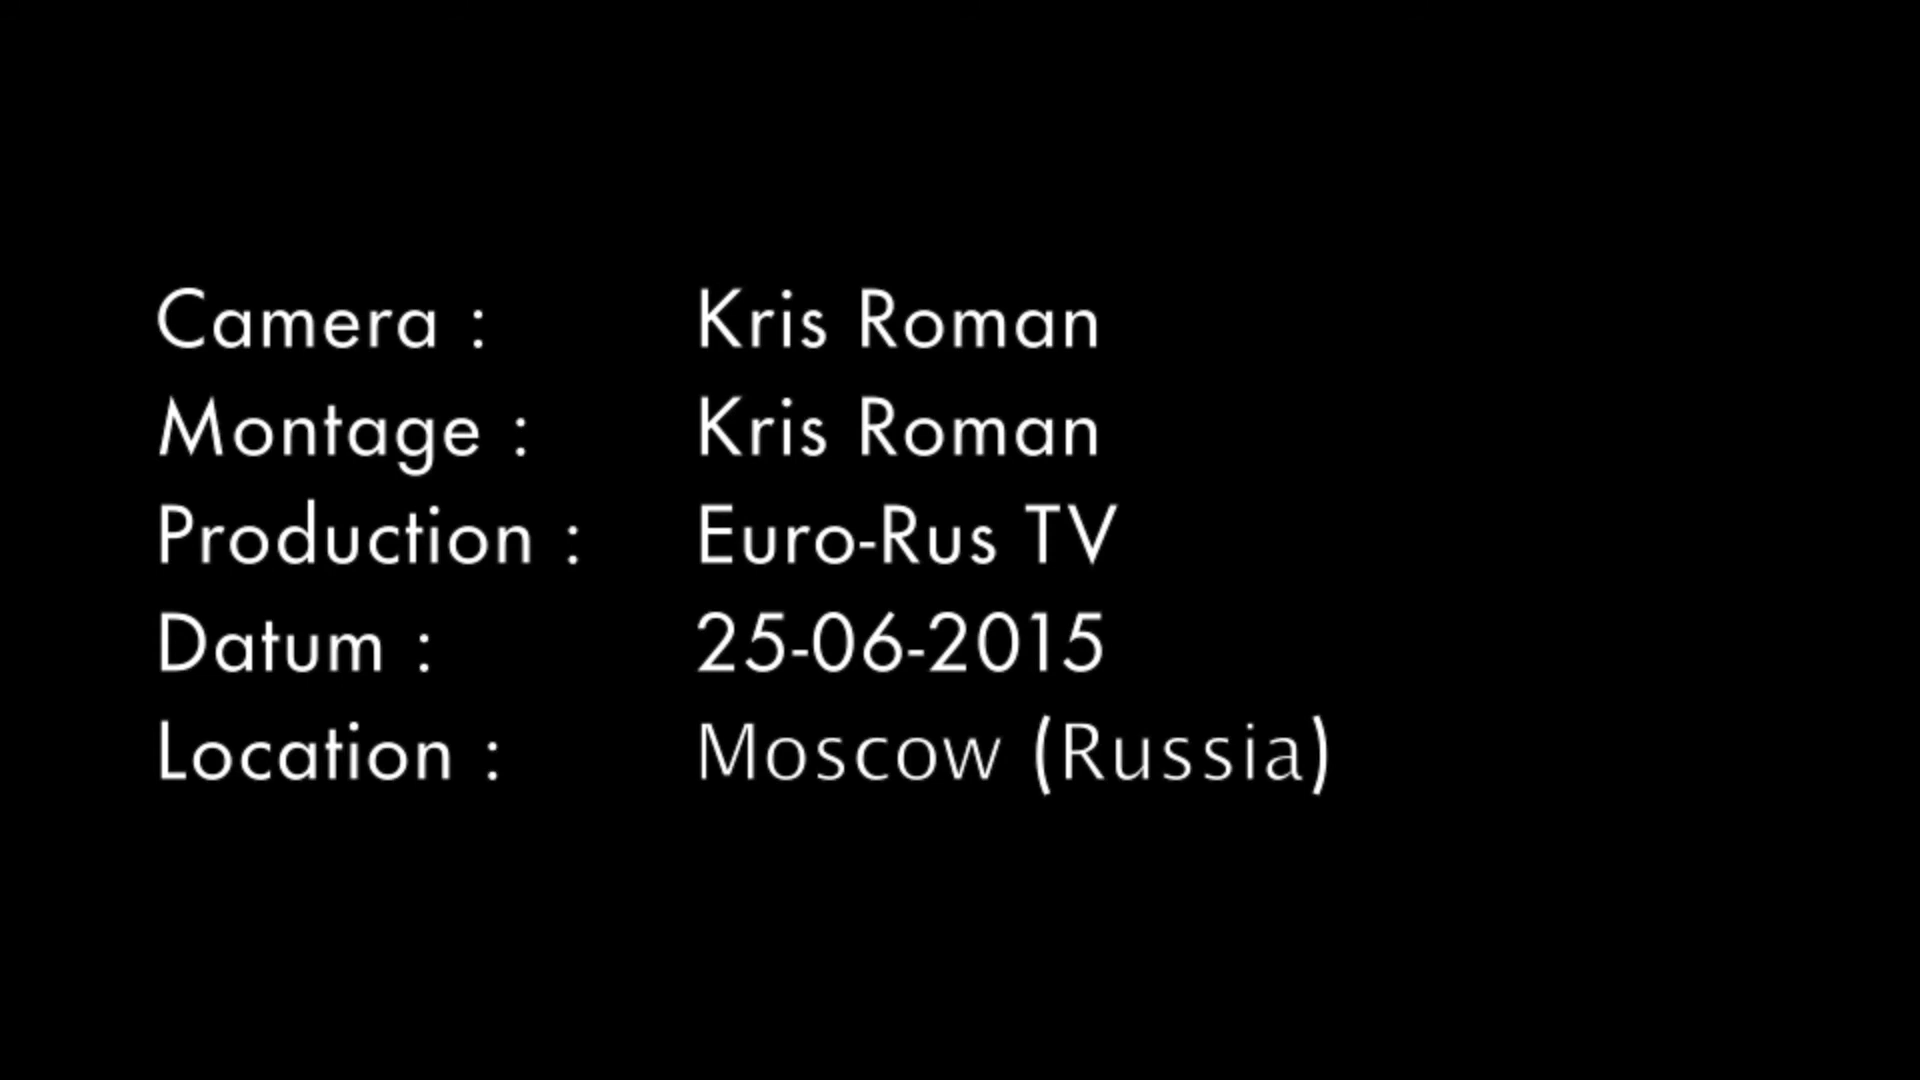 Camera : Kris Roman
Montage : Kris Roman
Production : Euro-Rus TV
Datum : 25-06-2015
Location : Moscow (Russia)